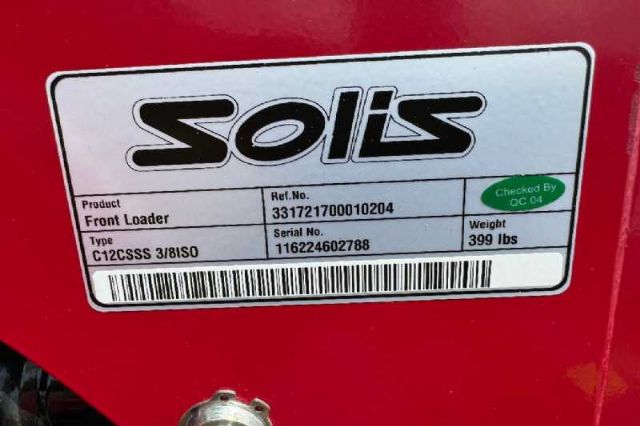 Solis
Product
Front Loader
Ref.No.
331721700010204
Checked By
QC 04
Type
C12CSSS 3/8ISO
Serial No.
116224602788
Weight
399 lbs